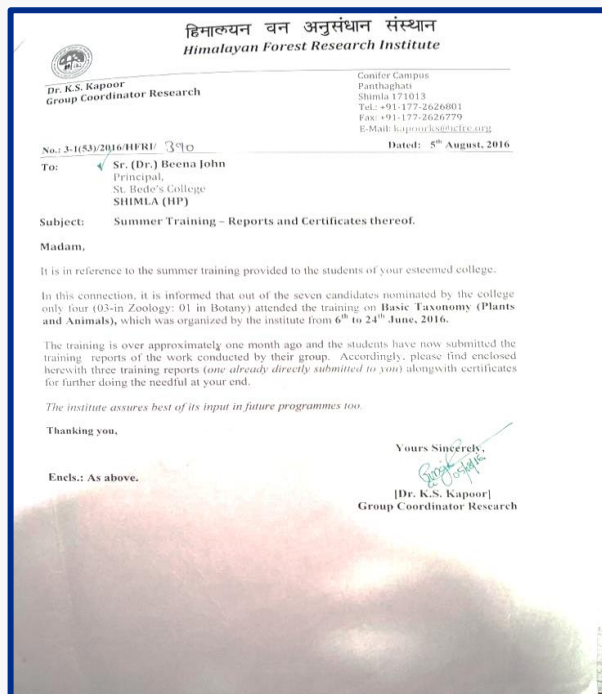 हिमालयन वन अनुसंधान संस्थान
Himalayan Forest Research Institute
Dr. K.S. Kapoor
Group Coordinator Research
Conifer Campus
Panthaghati
Shimla 171013
Tel.: +91-177-2626801
Fax: +91-177-2626779
E-Mail: kapoorks@icfre.org
No.: 3-1(53)/2016/HFRI/ 390
Dated: 5th August, 2016
To: Sr. (Dr.) Beena John
Principal,
St. Bede's College
SHIMLA (HP)
Subject: Summer Training – Reports and Certificates thereof.
Madam,
It is in reference to the summer training provided to the students of your esteemed college.
In this connection, it is informed that out of the seven candidates nominated by the college
only four (03-in Zoology: 01 in Botany) attended the training on Basic Taxonomy (Plants
and Animals), which was organized by the institute from 6th to 24th June, 2016.
The training is over approximately one month ago and the students have now submitted the
training reports of the work conducted by their group. Accordingly, please find enclosed
herewith three training reports (one already directly submitted to you) alongwith certificates
for further doing the needful at your end.
The institute assures best of its input in future programmes too.
Thanking you,
Yours Sincerely,
Encls.: As above.
[Dr. K.S. Kapoor]
Group Coordinator Research